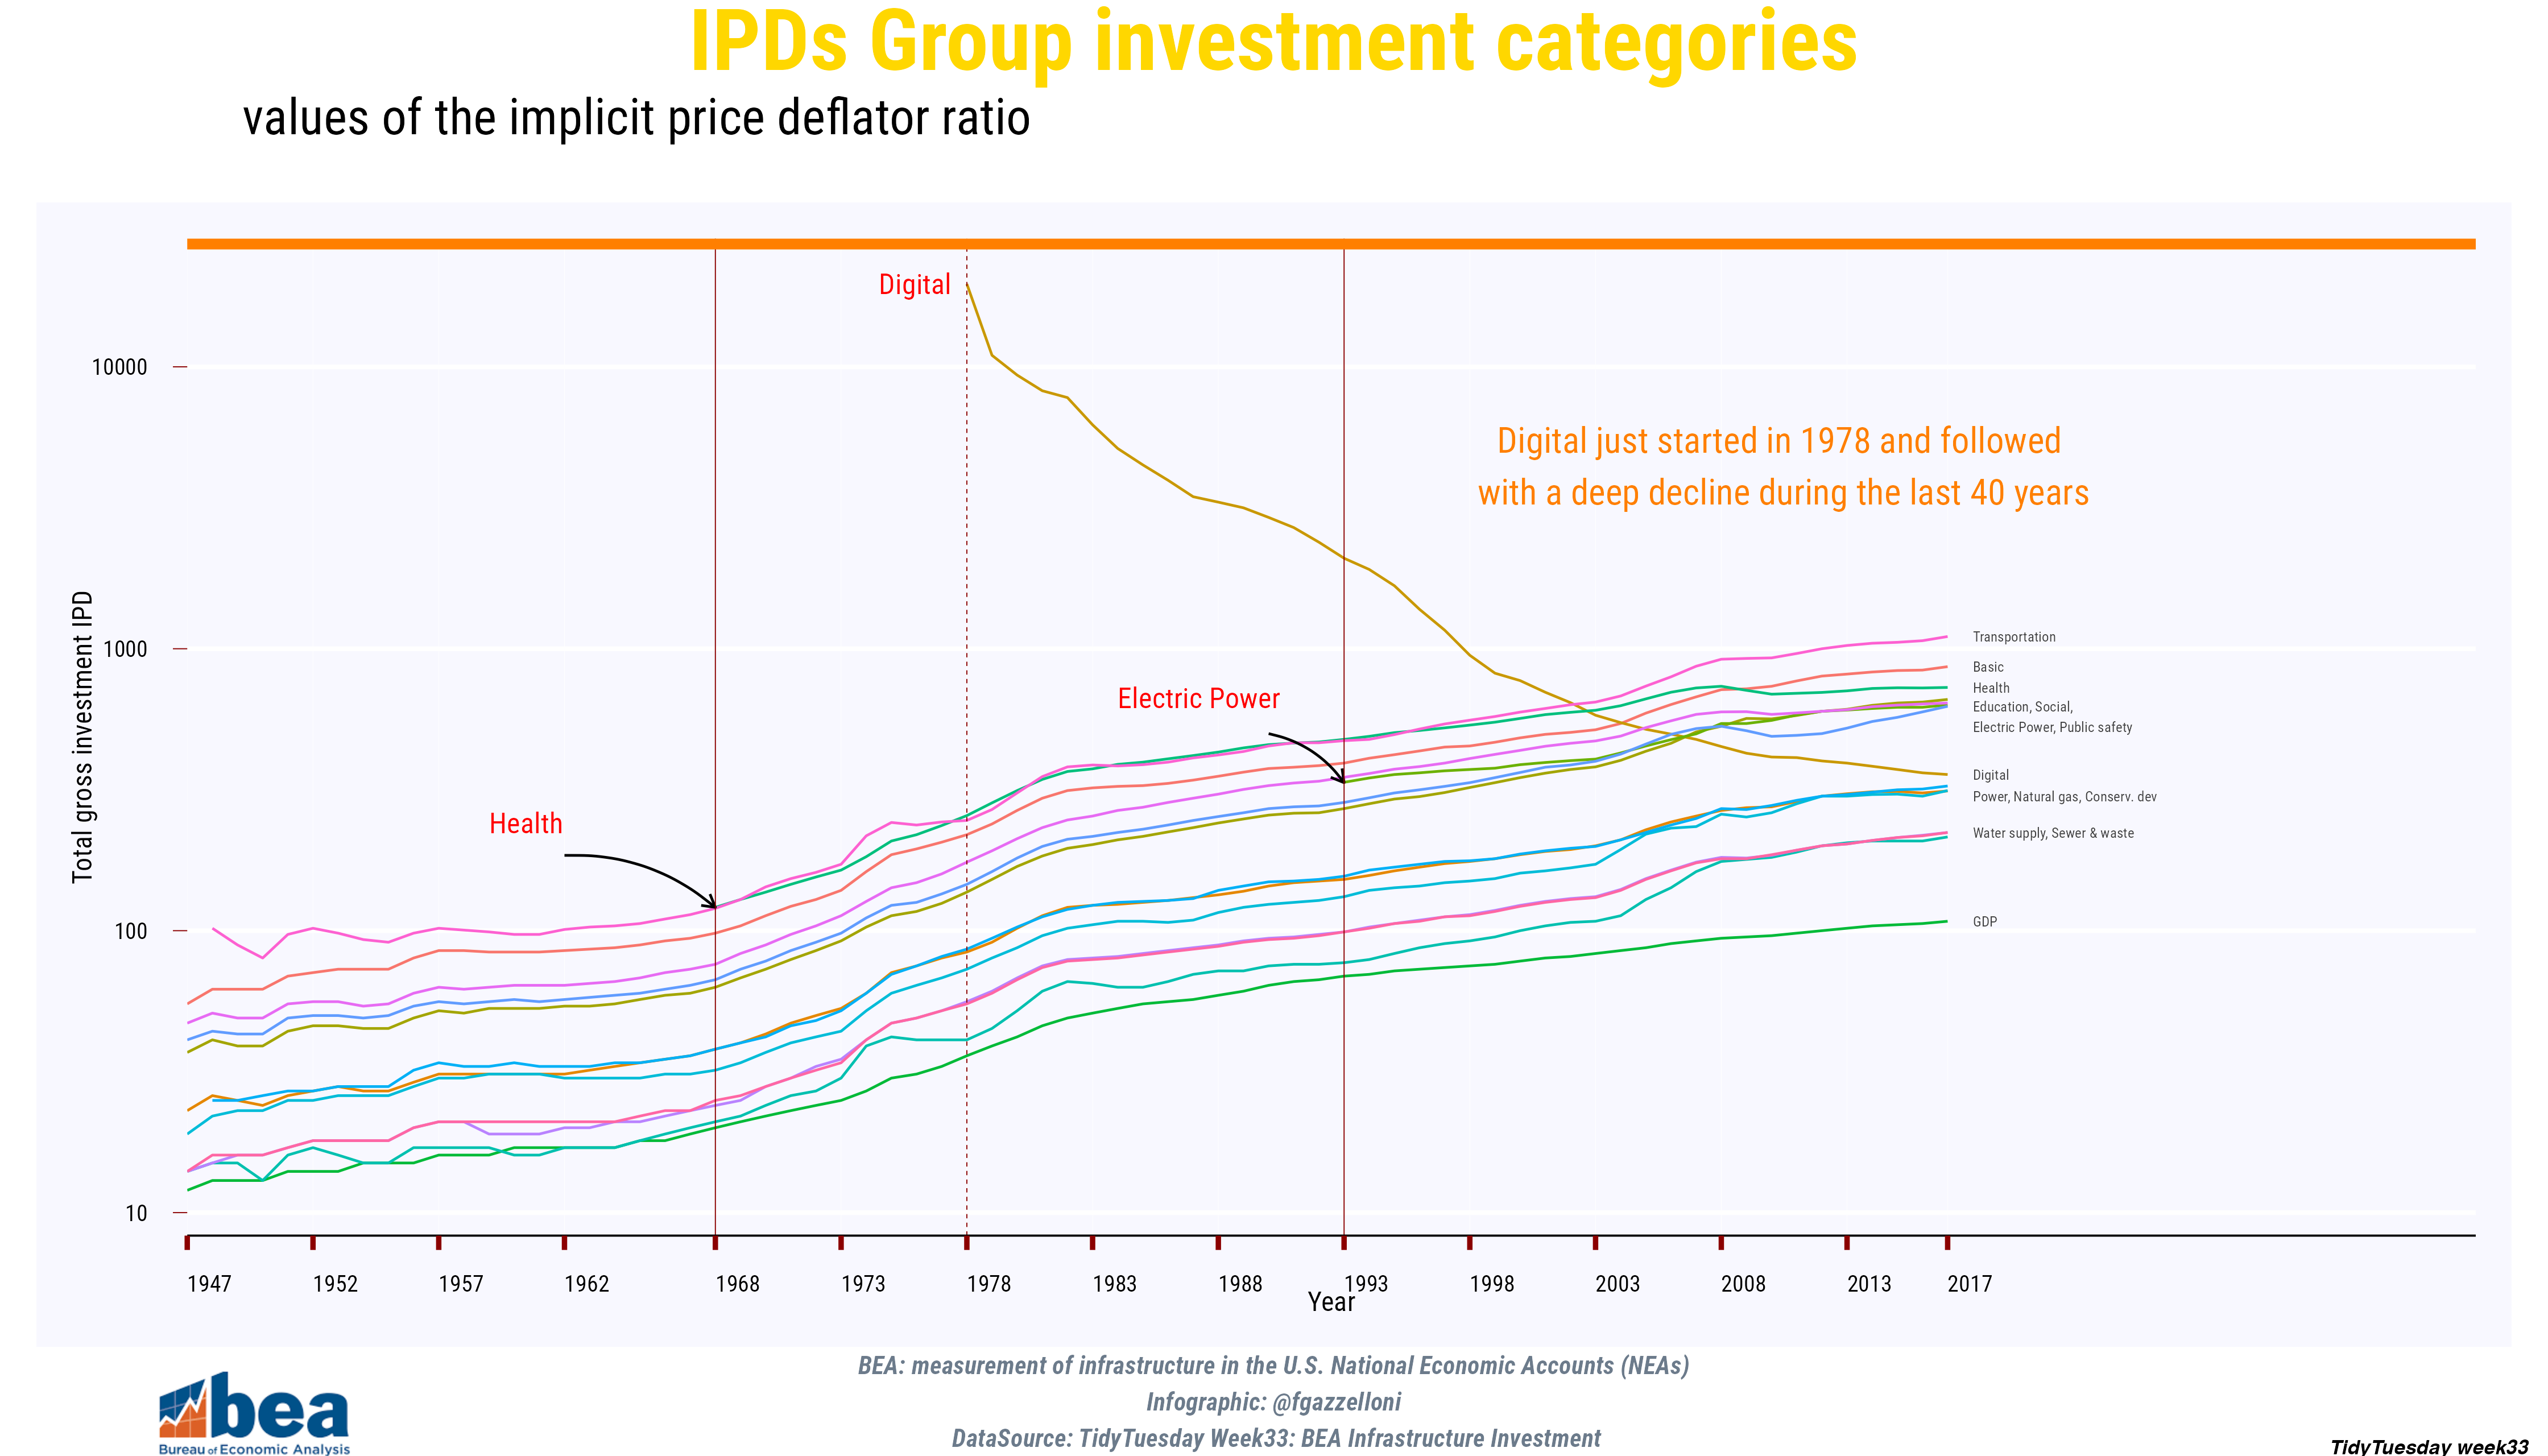 IPDs Group investment categories
values of the implicit price deflator ratio
Digital
10000
Digital just started in 1978 and followed
with a deep decline during the last 40 years
Total gross investment IPD
1000
Transportation
Basic
Health
Education, Social,
Electric Power, Public safety
Electric Power
Digital
Power, Natural gas, Conserv. dev
Health
Water supply, Sewer & waste
100
GDP
10
1947 1952 1957 1962 1968 1973 1978 1983 1988 1993 1998 2003 2008 2013 2017
Year
BEA: measurement of infrastructure in the U.S. National Economic Accounts (NEAs)
Infographic: @fgazzelloni
DataSource: TidyTuesday Week33: BEA Infrastructure Investment
bea
Bureau of Economic Analysis
TidyTuesday week33